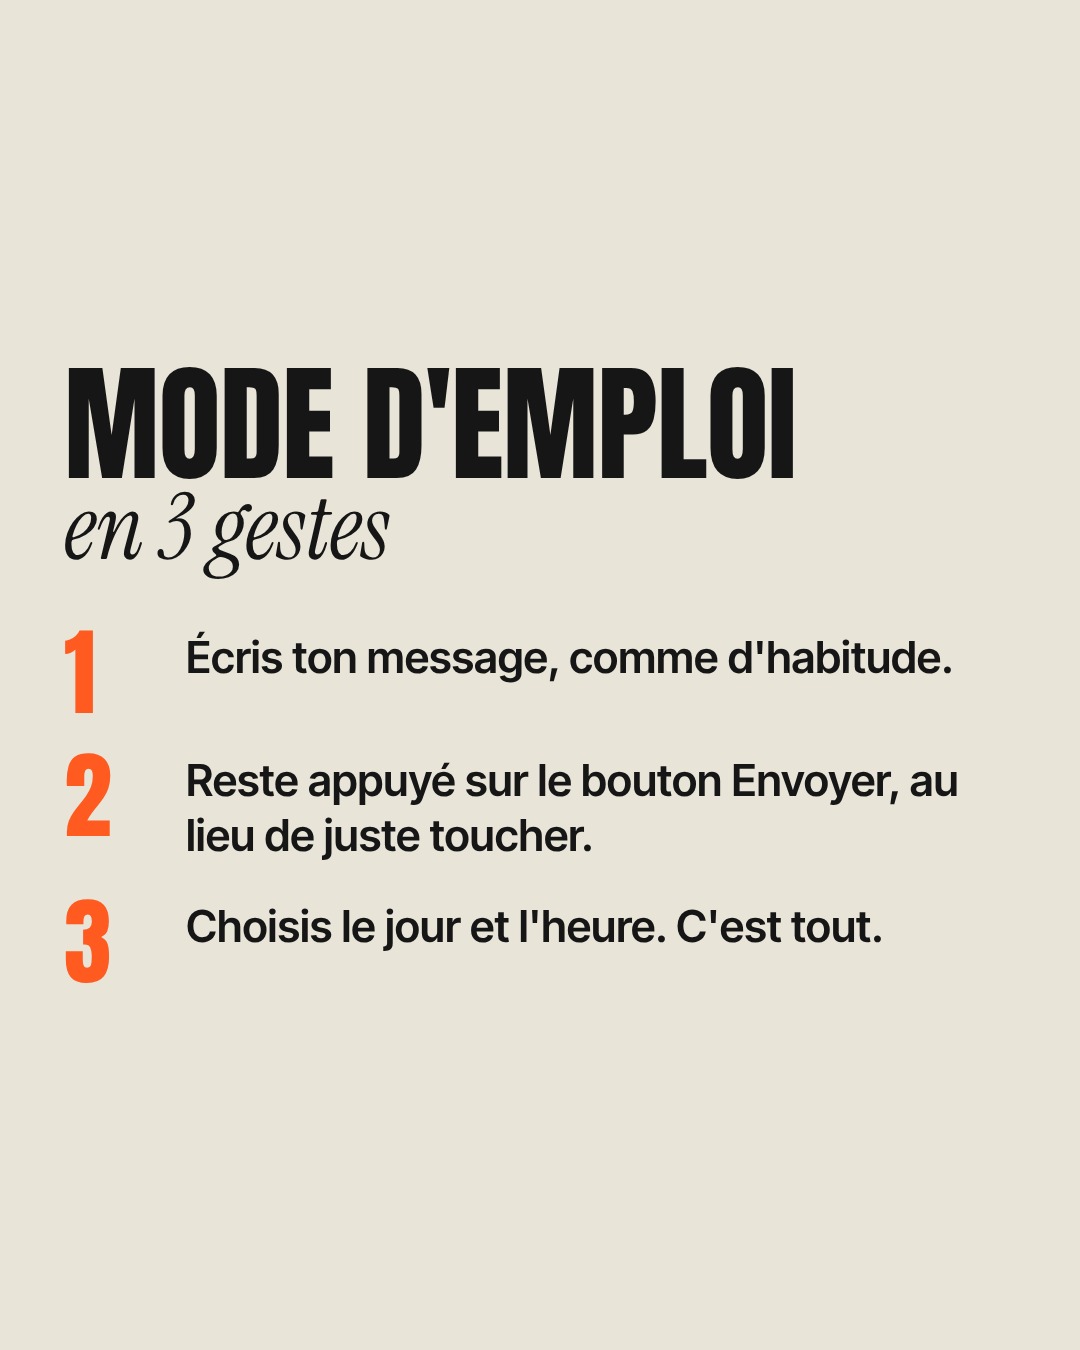 MODE D'EMPLOI
en 3 gestes
1 Écris ton message, comme d'habitude.
2 Reste appuyé sur le bouton Envoyer, au
lieu de juste toucher.
3 Choisis le jour et l'heure. C'est tout.